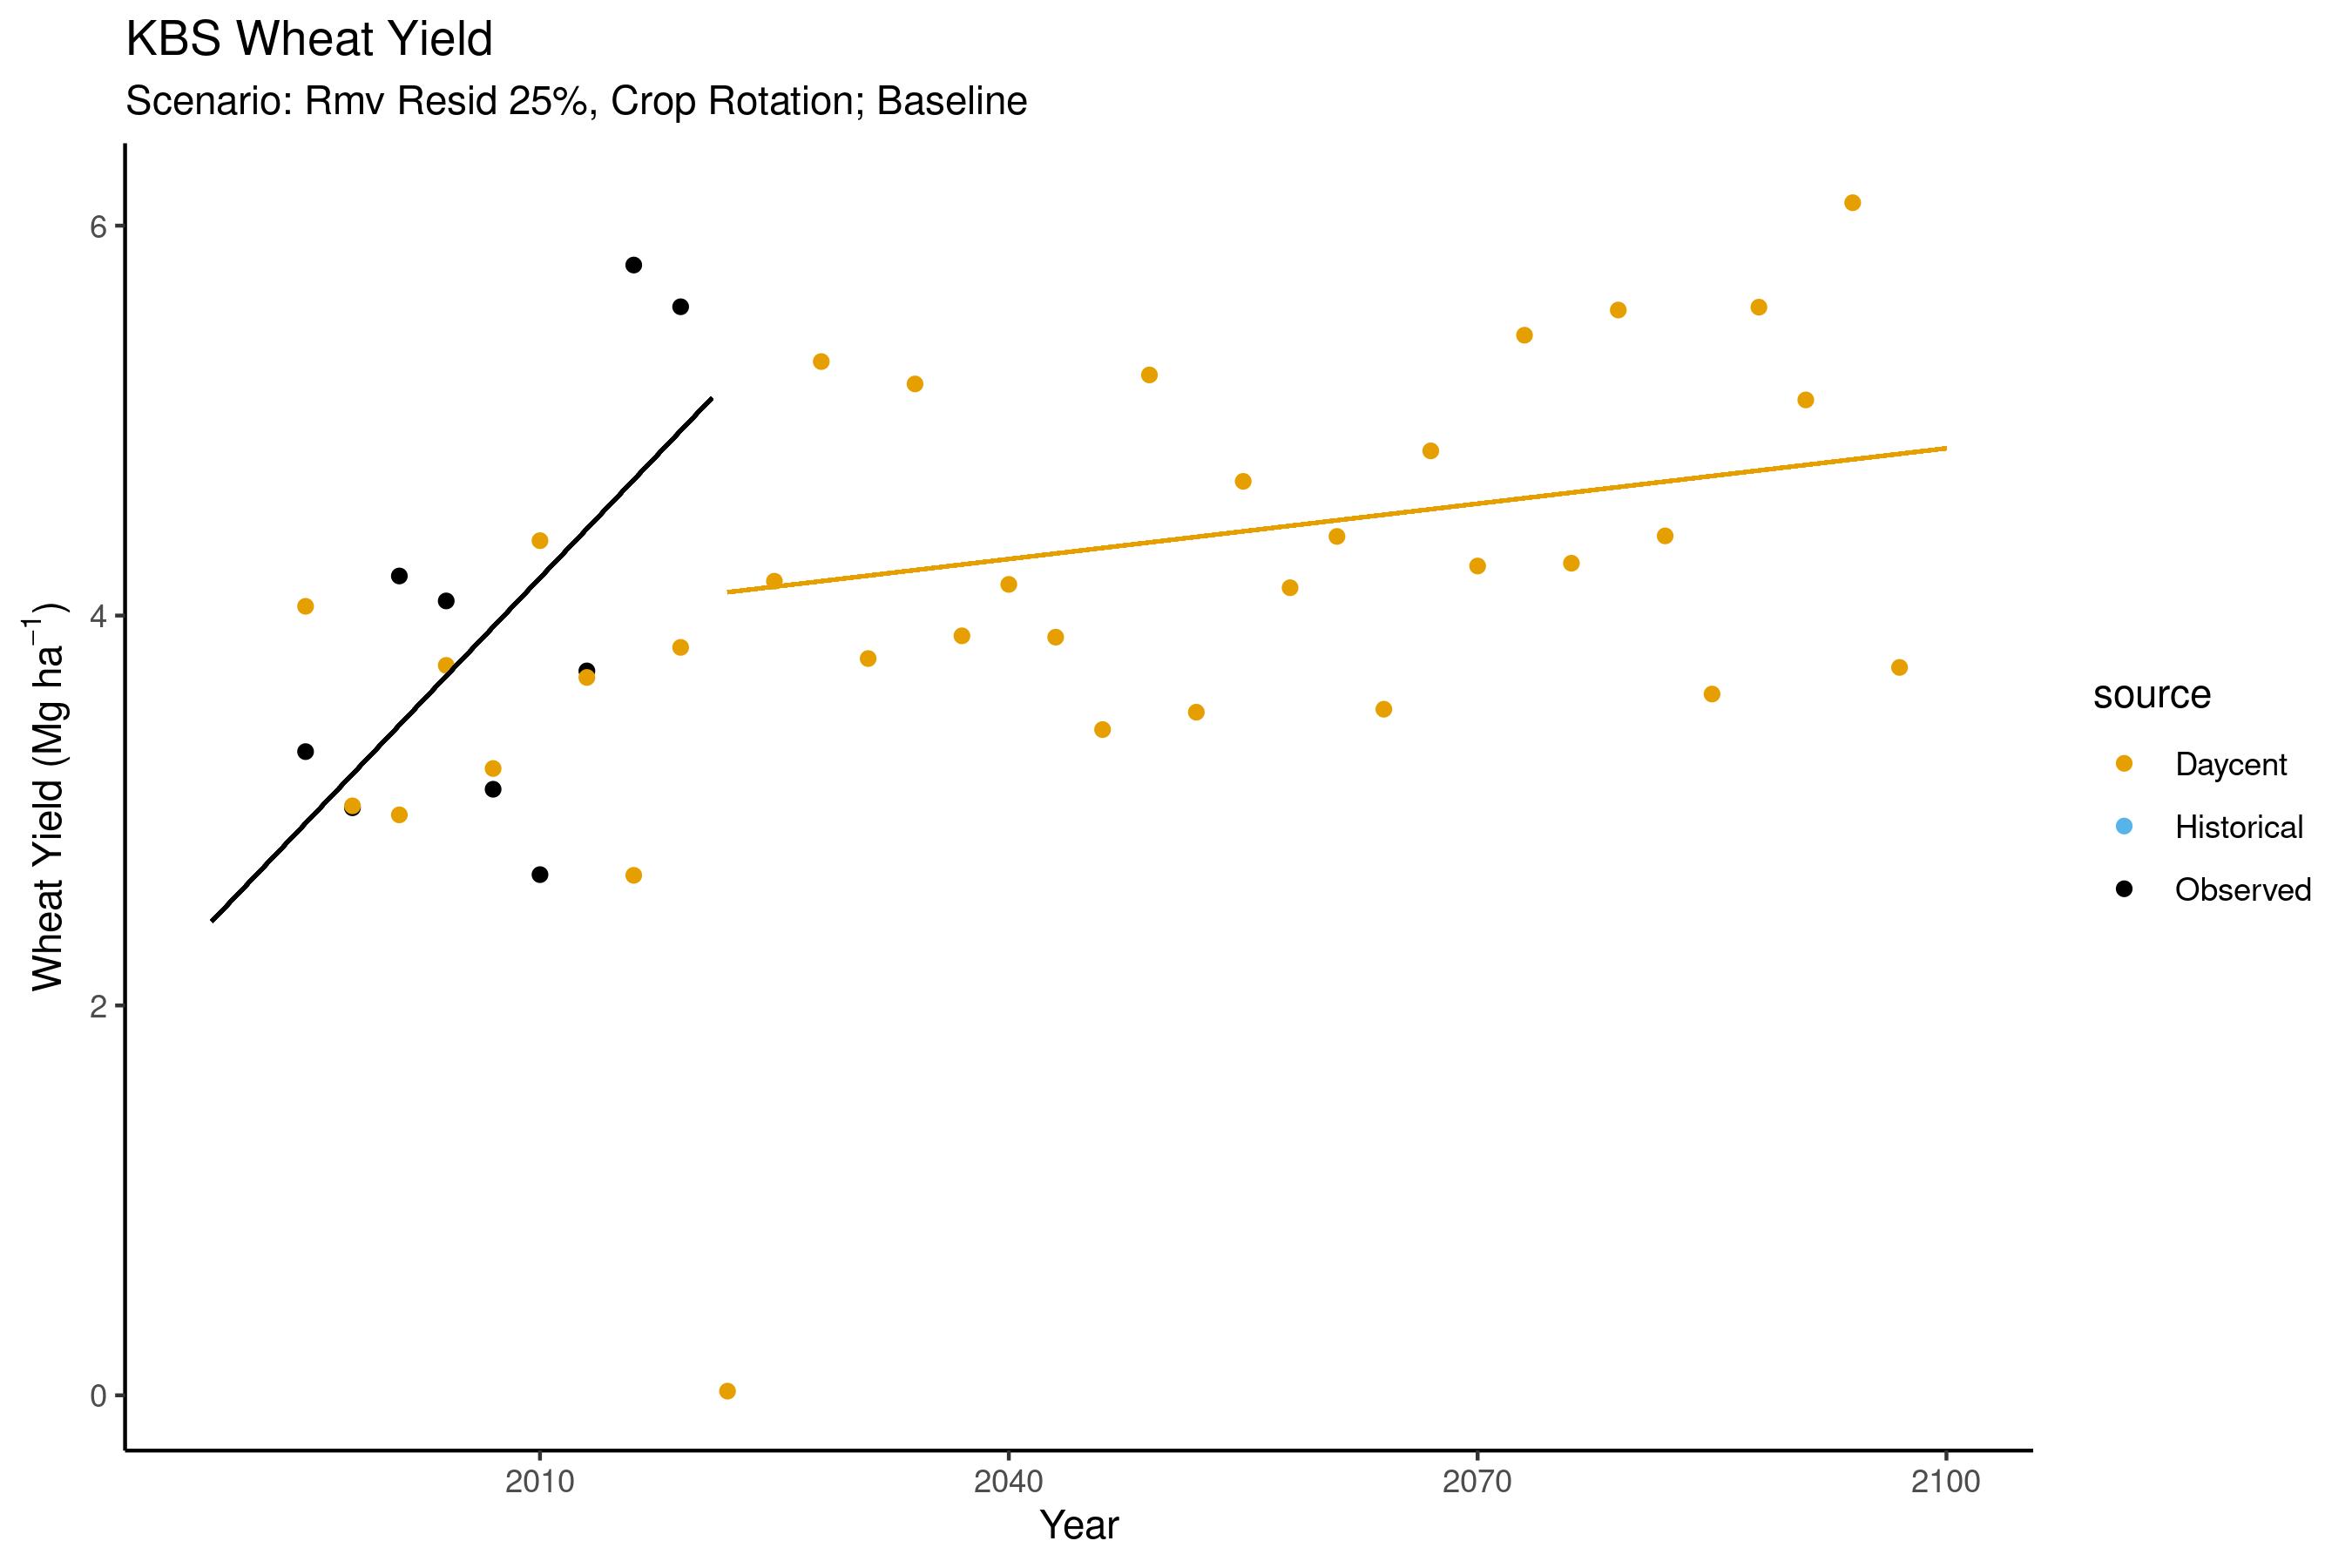 KBS Wheat Yield
Scenario: Rmv Resid 25%, Crop Rotation; Baseline
Wheat Yield (Mg ha⁻¹)
6
4
2
0
2010 2040 2070 2100
Year
source
Daycent
Historical
Observed